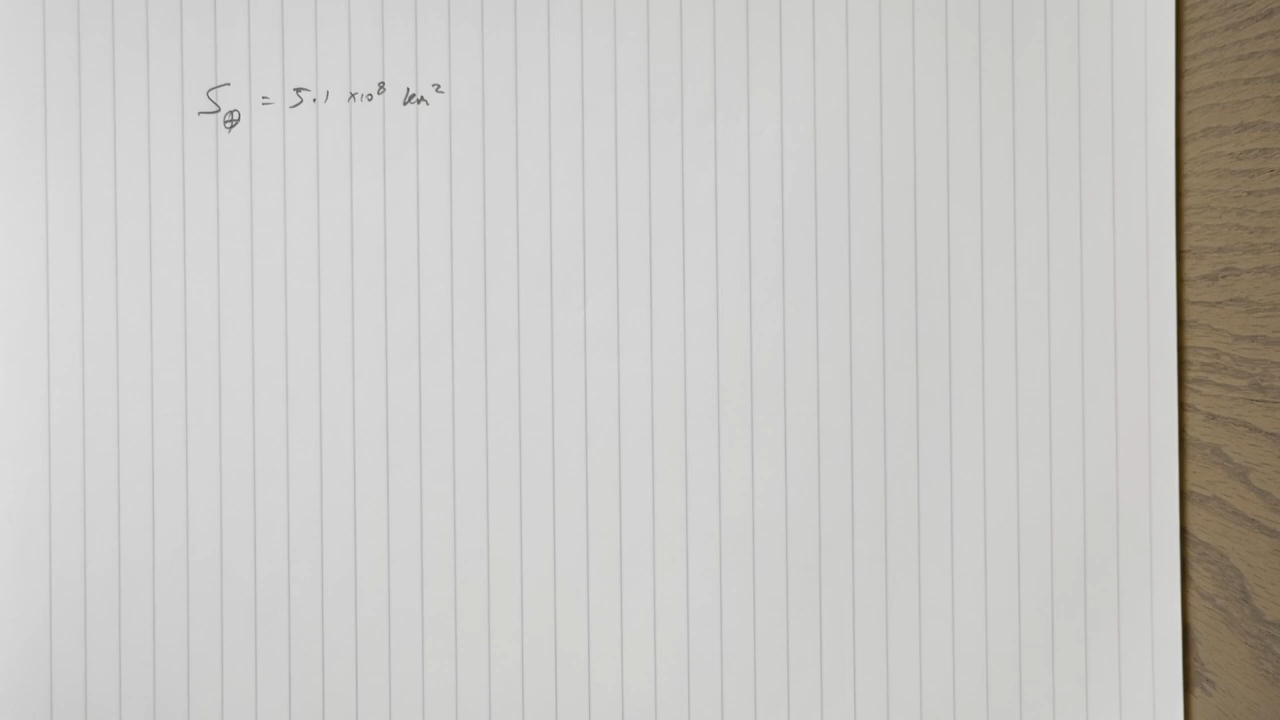 S⊕ = 5.1 ×10⁸ km²